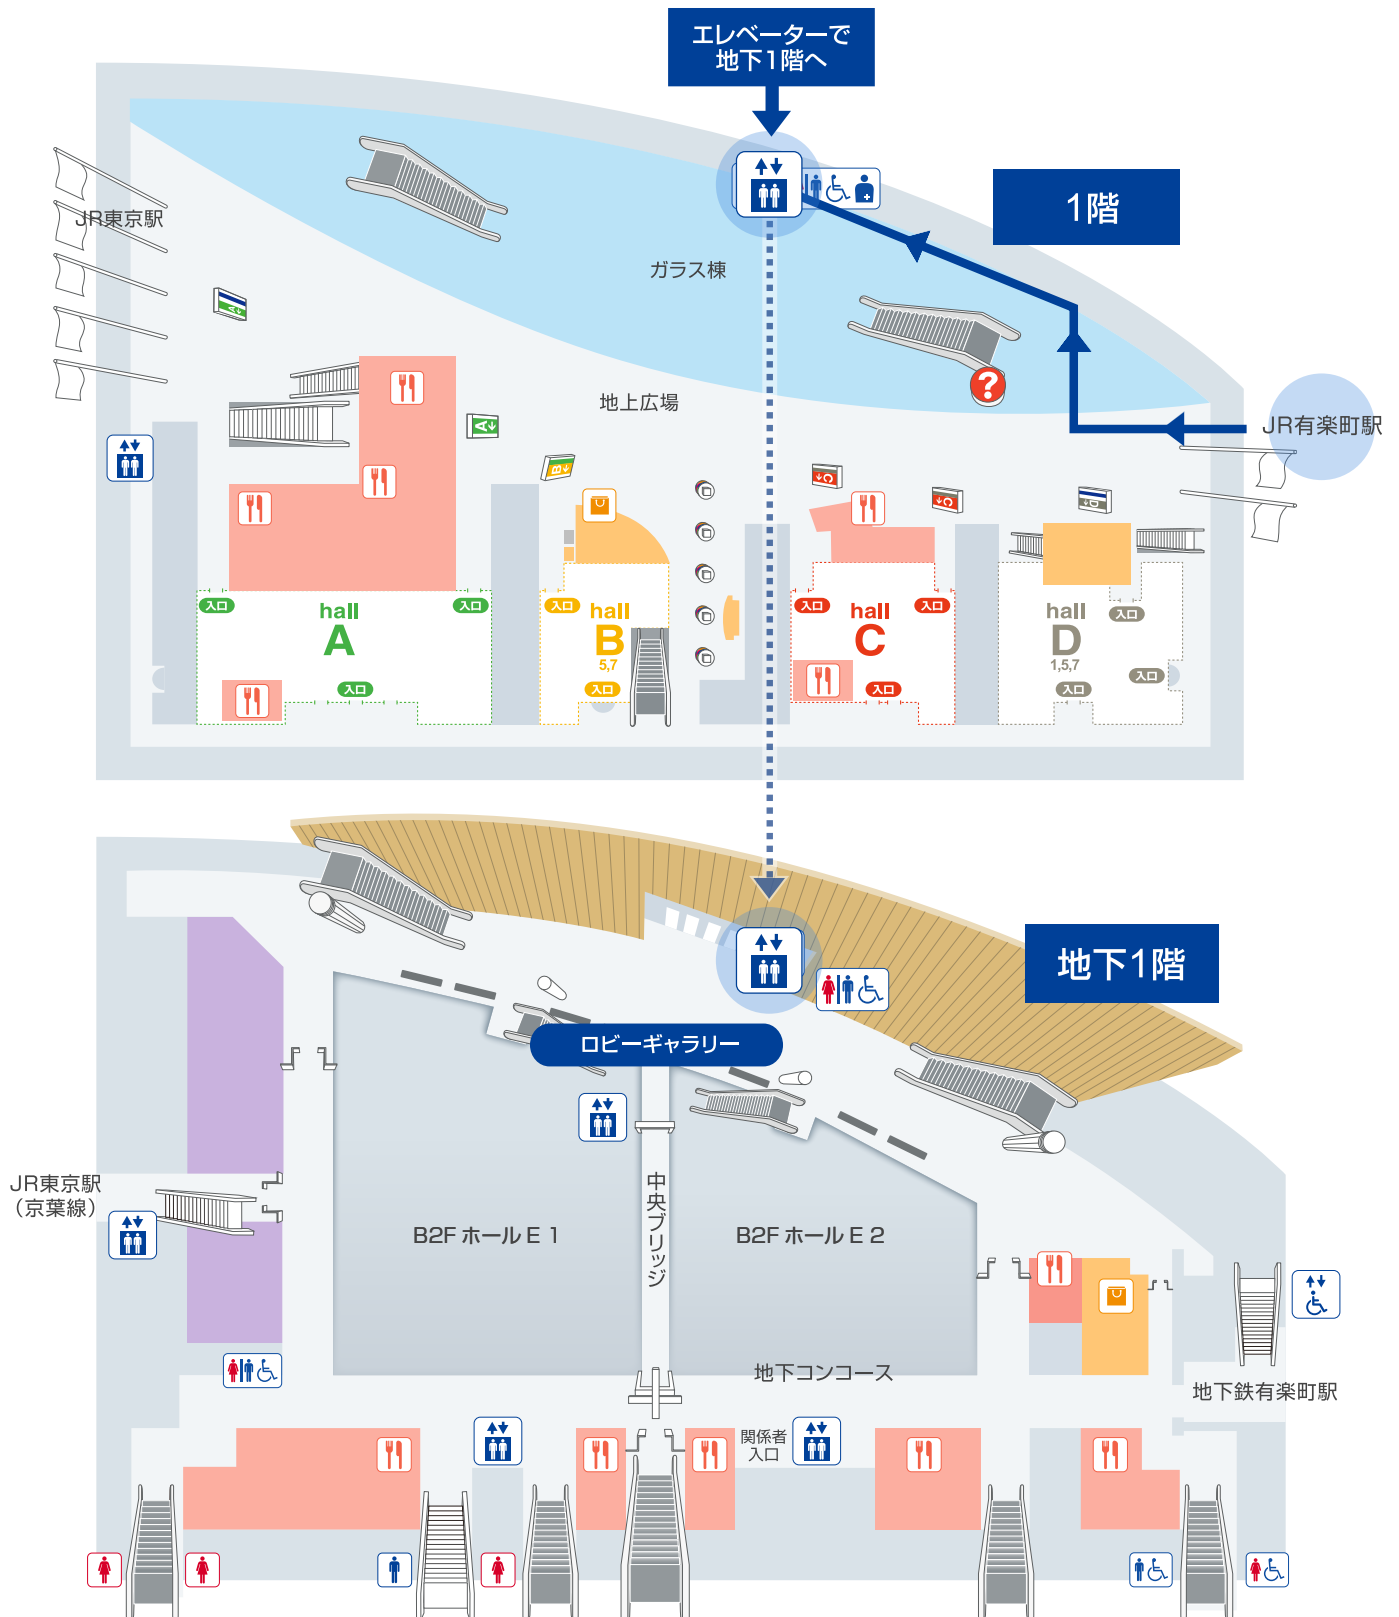 エレベーターで
地下1階へ
1階
JR東京駅
ガラス棟
A
地上広場
JR有楽町駅
A
B
C
C
D
?
入口
hall
A
入口
入口
入口
hall
B
5,7
入口
入口
hall
C
入口
入口
hall
D
1,5,7
入口
入口
入口
地下1階
ロビーギャラリー
JR東京駅
(京葉線)
B2F ホール E 1
中央ブリッジ
B2F ホール E 2
地下コンコース
地下鉄有楽町駅
関係者
入口